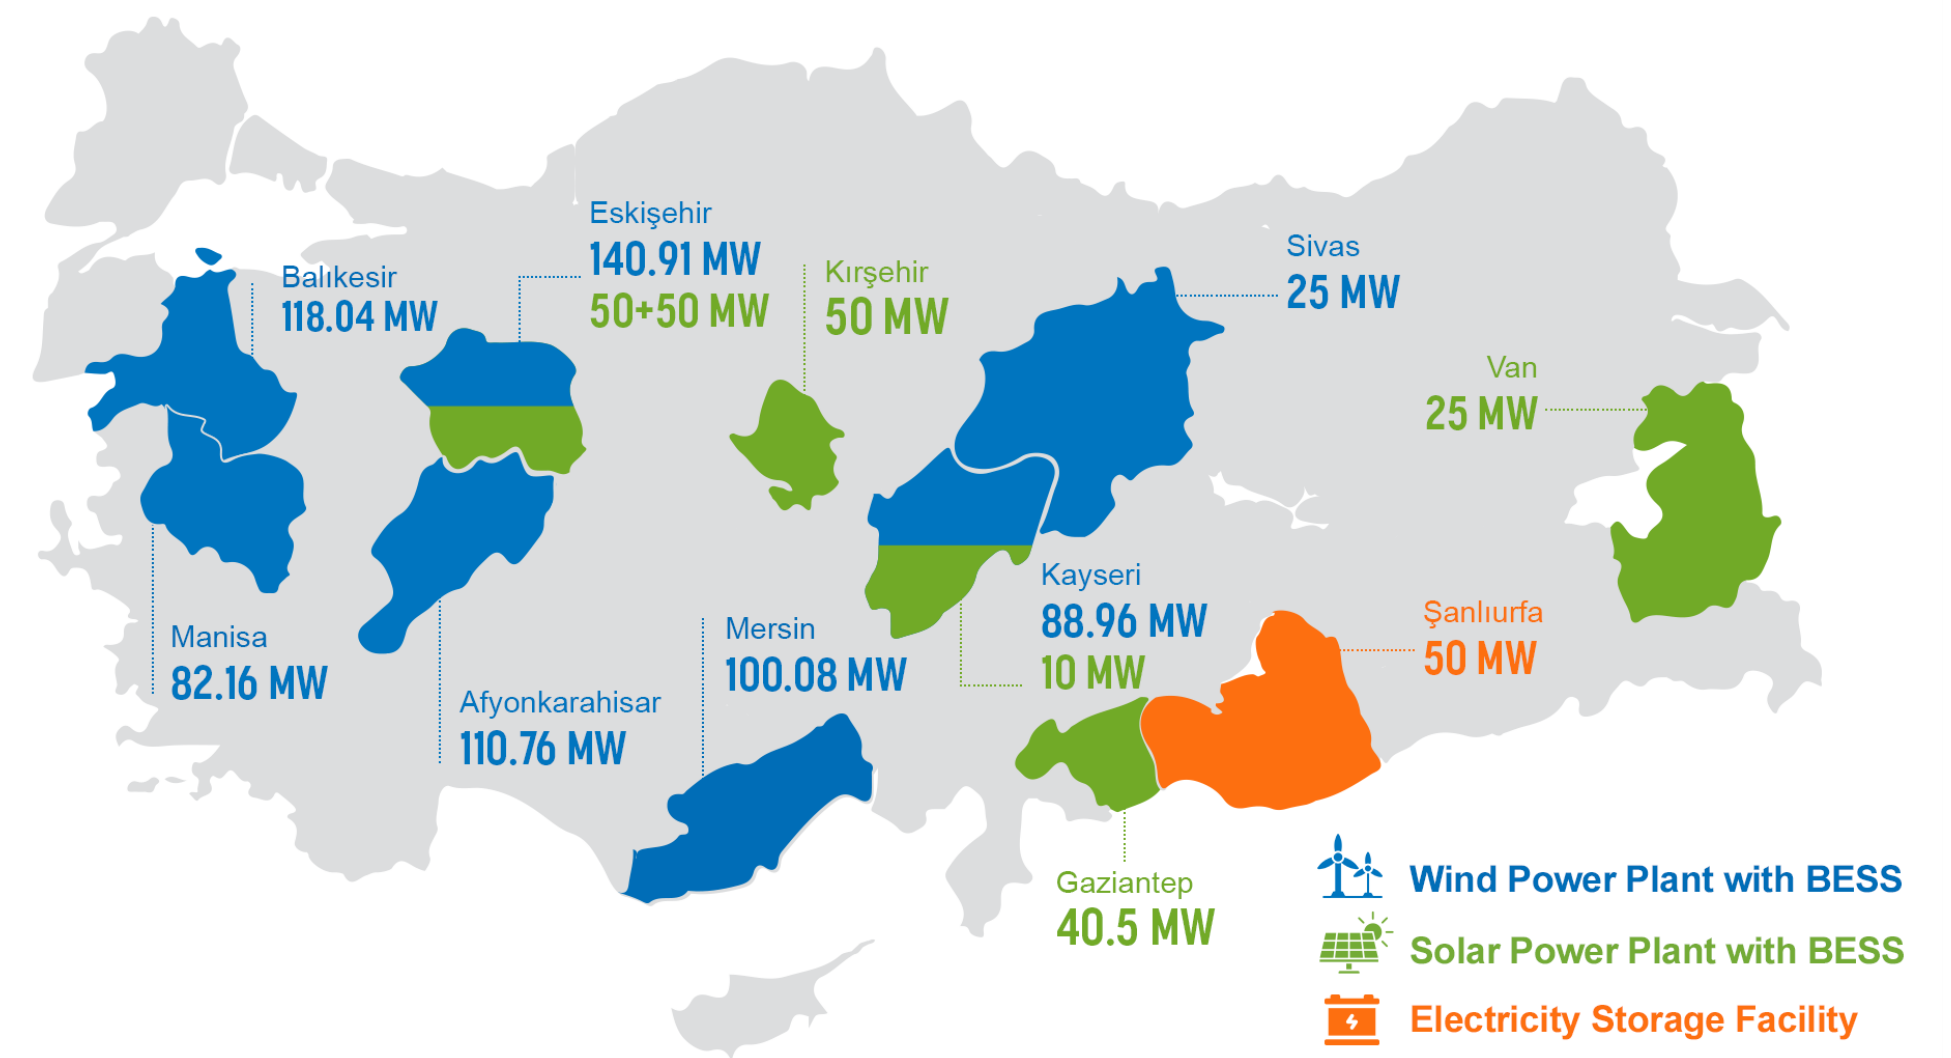 Eskişehir
140.91 MW
50+50 MW
Balıkesir
118.04 MW
Kırşehir
50 MW
Sivas
25 MW
Van
25 MW
Manisa
82.16 MW
Afyonkarahisar
110.76 MW
Mersin
100.08 MW
Kayseri
88.96 MW
10 MW
Şanlıurfa
50 MW
Gaziantep
40.5 MW
Wind Power Plant with BESS
Solar Power Plant with BESS
Electricity Storage Facility